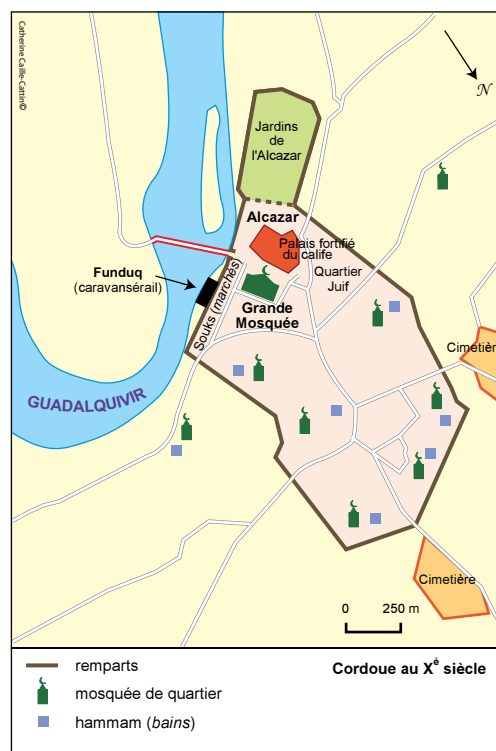 Catherine Caille-Cattin©
N
Jardins
de
l'Alcazar
Alcazar
Palais fortifié
du calife
Funduq
(caravansérail)
Souks (marchés)
Quartier
Juif
Grande
Mosquée
Cimetière
GUADALQUIVIR
Cimetière
0 250 m
remparts
Cordoue au Xè siècle
mosquée de quartier
hammam (bains)